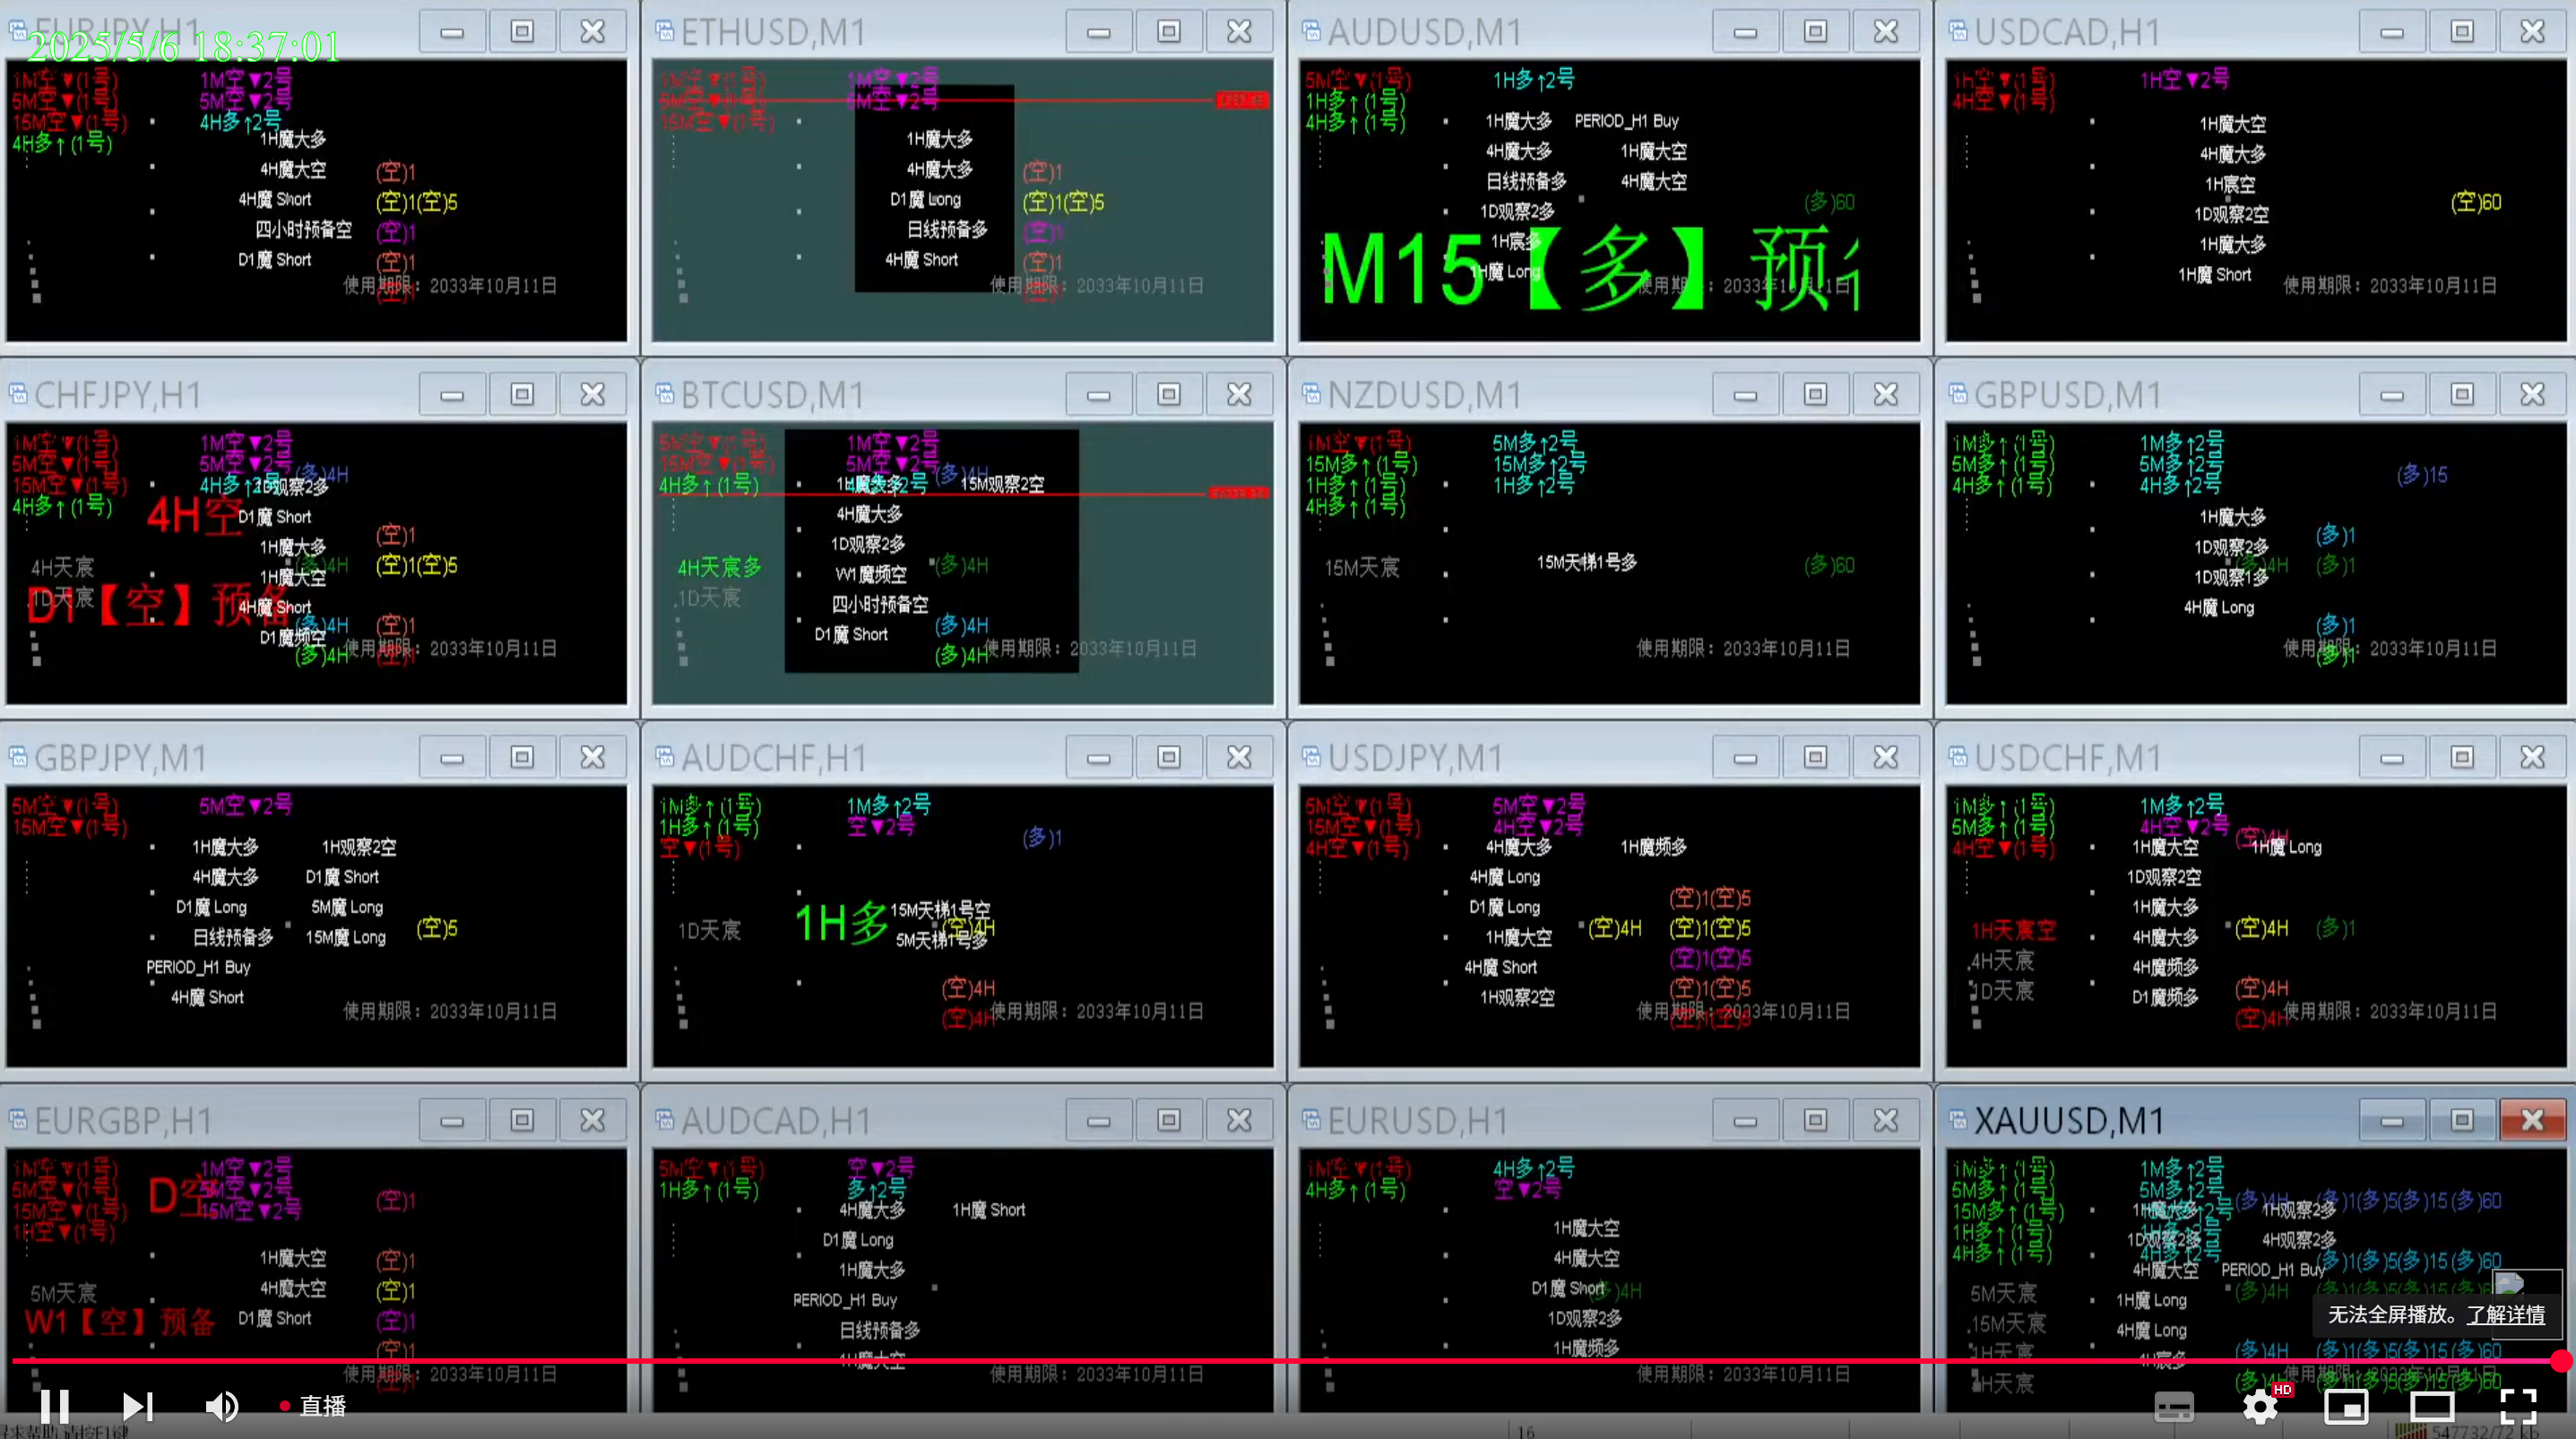 EURJPY,H1
2025/5/6 18:37:01
1M空▼(1号) 1M空▼2号
5M空▼(1号) 5M空▼2号
15M空▼(1号) 4H多↑2号
4H多↑(1号) 1H魔大多
4H魔大空 (空)1
4H魔 Short (空)1(空)5
四小时预备空 (空)1
D1魔 Short (空)1
使用期限：2033年10月11日
ETHUSD,M1
1M空▼2号
5M空▼(1号) 5M空▼2号
15M空▼(1号)
1H魔大多
4H魔大多 (空)1
D1魔 Long (空)1(空)5
日线预备多 (空)1
4H魔 Short (空)1
使用期限：2033年10月11日
AUDUSD,M1
5M空▼(1号) 1H多↑2号
1H多↑(1号)
4H多↑(1号) 1H魔大多 PERIOD_H1 Buy
4H魔大多 1H魔大空
日线预备多 4H魔大空
1D观察2多 (多)60
1H宸多
M15【多】预
1H魔 Long
USDCAD,H1
1h空▼(1号) 1H空▼2号
4H空▼(1号)
1H魔大空
4H魔大多
1H宸空
1D观察2空 (空)60
1H魔大多
1H魔 Short
使用期限：2033年10月11日
CHFJPY,H1
1M空▼(1号) 1M空▼2号
5M空▼(1号) 5M空▼2号 (多)4H
15M空▼(1号) 4H多↑2号 1D观察2多
4H多↑(1号) 4H空 D1魔 Short
1H魔大多 (空)1
4H天宸 1H魔大空 (多)4H (空)1(空)5
1D天宸 D1【空】预备 4H魔 Short
D1魔频空 (多)4H (空)1
(多)4H 使用期限：2033年10月11日
BTCUSD,M1
5M空▼(1号) 1M空▼2号
15M空▼(1号) 5M空▼2号 (多)4H
4H多↑(1号) 1H魔大多 15M观察2空
4H魔大多
1D观察2多
4H天宸多 W1魔频空 (多)4H
1D天宸 四小时预备空
D1魔 Short (多)4H
(多)4H 使用期限：2033年10月11日
NZDUSD,M1
1M空▼(1号) 5M多↑2号
15M多↑(1号) 15M多↑2号
1H多↑(1号) 1H多↑2号
4H多↑(1号)
15M天宸 15M天梯1号多 (多)60
使用期限：2033年10月11日
GBPUSD,M1
1M多↑(1号) 1M多↑2号
5M多↑(1号) 5M多↑2号 (多)15
4H多↑(1号) 4H多↑2号
1H魔大多
1D观察2多 (多)1
1D观察1多 (多)4H (多)1
4H魔 Long
(多)1
(多)1 使用期限：2033年10月11日
GBPJPY,M1
5M空▼(1号) 5M空▼2号
15M空▼(1号)
1H魔大多 1H观察2空
4H魔大多 D1魔 Short
D1魔 Long 5M魔 Long
日线预备多 15M魔 Long (空)5
PERIOD_H1 Buy
4H魔 Short
使用期限：2033年10月11日
AUDCHF,H1
1M多↑(1号) 1M多↑2号
1H多↑(1号) 空▼2号
空▼(1号) (多)1
1D天宸 1H多 15M天梯1号空 (空)4H
5M天梯1号多
(空)4H
(空)4H 使用期限：2033年10月11日
USDJPY,M1
5M空▼(1号) 5M空▼2号
15M空▼(1号) 4H空▼2号
4H空▼(1号) 4H魔大多 1H魔频多
4H魔 Long
D1魔 Long (空)1(空)5
1H魔大空 (空)4H (空)1(空)5
4H魔 Short (空)1(空)5
1H观察2空 (空)1(空)5
使用期限：2033年10月11日
USDCHF,M1
1M多↑(1号) 1M多↑2号
5M多↑(1号) 4H空▼2号 (空)4H
4H空▼(1号) 1H魔大空 1H魔 Long
1D观察2空
1H魔大多
1H天宸空 4H魔大多 (空)4H (多)1
4H天宸 4H魔频多
1D天宸 D1魔频多 (空)4H
(空)4H 使用期限：2033年10月11日
EURGBP,H1
1M空▼(1号) 1M空▼2号
5M空▼(1号) D空 5M空▼2号
15M空▼(1号) 15M空▼2号 (空)1
1H空▼(1号)
1H魔大空 (空)1
5M天宸 4H魔大空 (空)1
W1【空】预备 D1魔 Short (空)1
(空)1
使用期限：2033年10月11日
AUDCAD,H1
5M空▼(1号) 空▼2号
1H多↑(1号) 多↑2号
4H魔大多 1H魔 Short
D1魔 Long
1H魔大多
PERIOD_H1 Buy
日线预备多
1H魔大空
使用期限：2033年10月11日
EURUSD,H1
1M空▼(1号) 4H多↑2号
4H多↑(1号) 空▼2号
1H魔大空
4H魔大空
D1魔 Short (多)4H
1D观察2多
1H魔频多
使用期限：2033年10月11日
XAUUSD,M1
1M多↑(1号) 1M多↑2号
5M多↑(1号) 5M多↑2号
15M多↑(1号) (多)4H (多)1(多)5(多)15(多)60
1H多↑(1号) 1H观察2多
4H多↑(1号) 4H多↑2号 4H观察2多
4H魔大空 PERIOD_H1 Buy (多)1(多)5(多)15(多)60
5M天宸 1H魔 Long (多)4H
15M天宸 4H魔 Long
1H天宸 4H宸多 (多)4H (多)1(多)5(多)15(多)60
4H天宸
无法全屏播放。了解详情
直播
HD
16